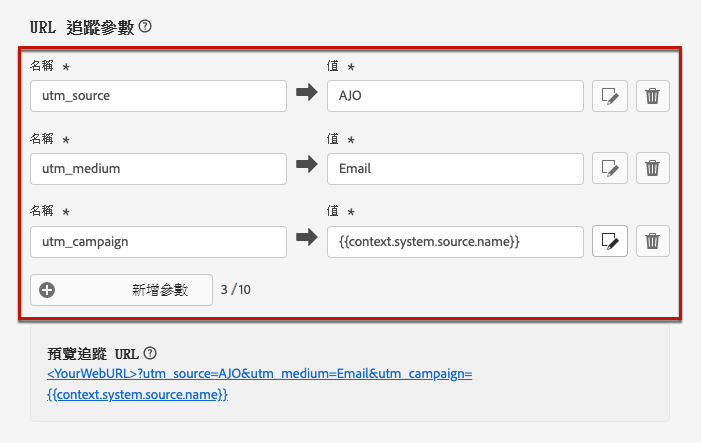 URL 追蹤參數
名稱 * 值 *
utm_source AJO
名稱 * 值 *
utm_medium Email
名稱 * 值 *
utm_campaign {{context.system.source.name}}
新增參數 3 /10
預覽追蹤 URL
<YourWebURL>?utm_source=AJO&utm_medium=Email&utm_campaign=
{{context.system.source.name}}